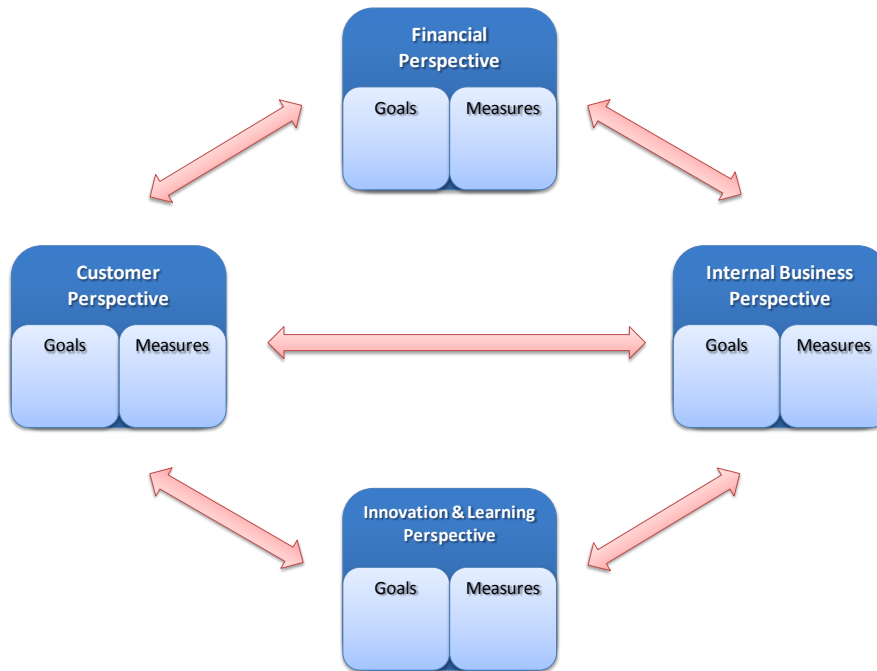 Financial
Perspective
Goals Measures
Customer
Perspective
Goals Measures
Internal Business
Perspective
Goals Measures
Innovation & Learning
Perspective
Goals Measures